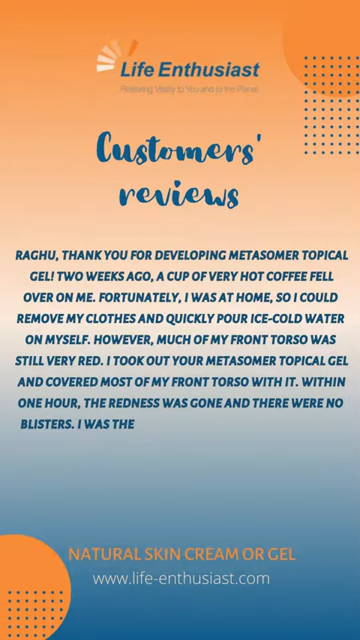 Life Enthusiast
Restoring Vitality to You and to the Planet
Customers'
reviews
RAGHU, THANK YOU FOR DEVELOPING METASOMER TOPICAL
GEL! TWO WEEKS AGO, A CUP OF VERY HOT COFFEE FELL
OVER ON ME. FORTUNATELY, I WAS AT HOME, SO I COULD
REMOVE MY CLOTHES AND QUICKLY POUR ICE-COLD WATER
ON MYSELF. HOWEVER, MUCH OF MY FRONT TORSO WAS
STILL VERY RED. I TOOK OUT YOUR METASOMER TOPICAL GEL
AND COVERED MOST OF MY FRONT TORSO WITH IT. WITHIN
ONE HOUR, THE REDNESS WAS GONE AND THERE WERE NO
BLISTERS. I WAS THE
NATURAL SKIN CREAM OR GEL
www.life-enthusiast.com